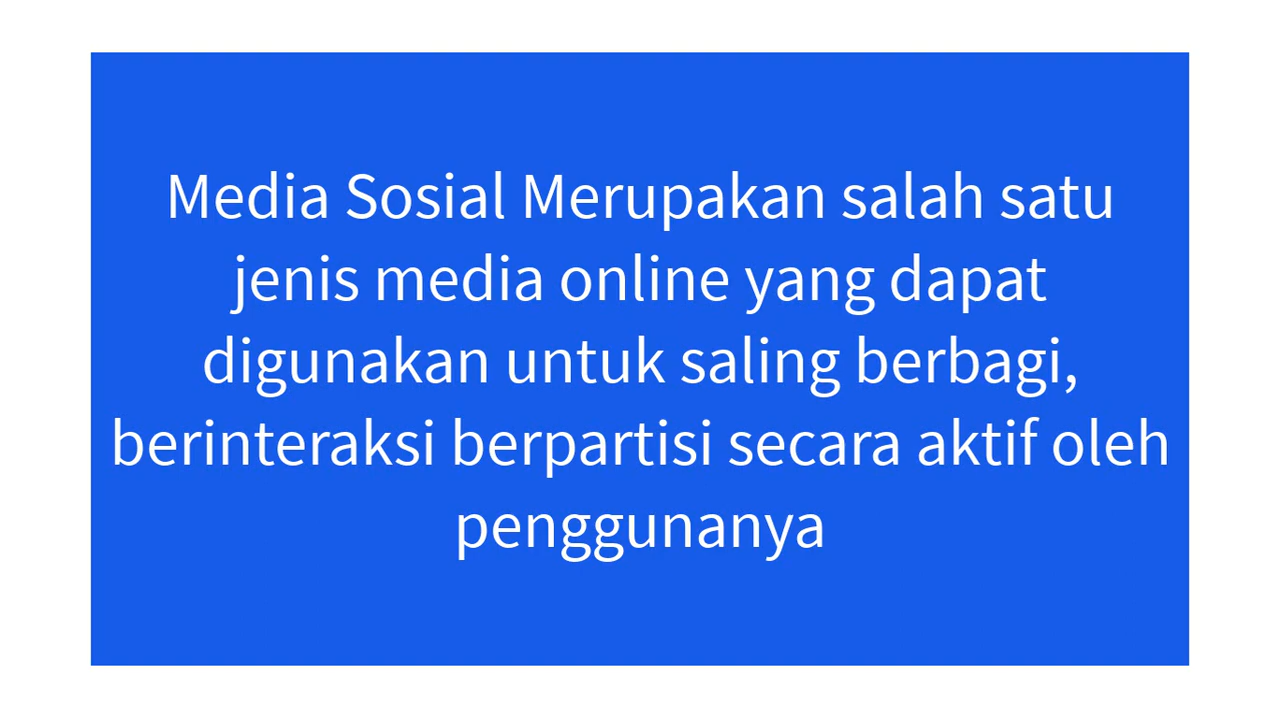 Media Sosial Merupakan salah satu
jenis media online yang dapat
digunakan untuk saling berbagi,
berinteraksi berpartisi secara aktif oleh
penggunanya